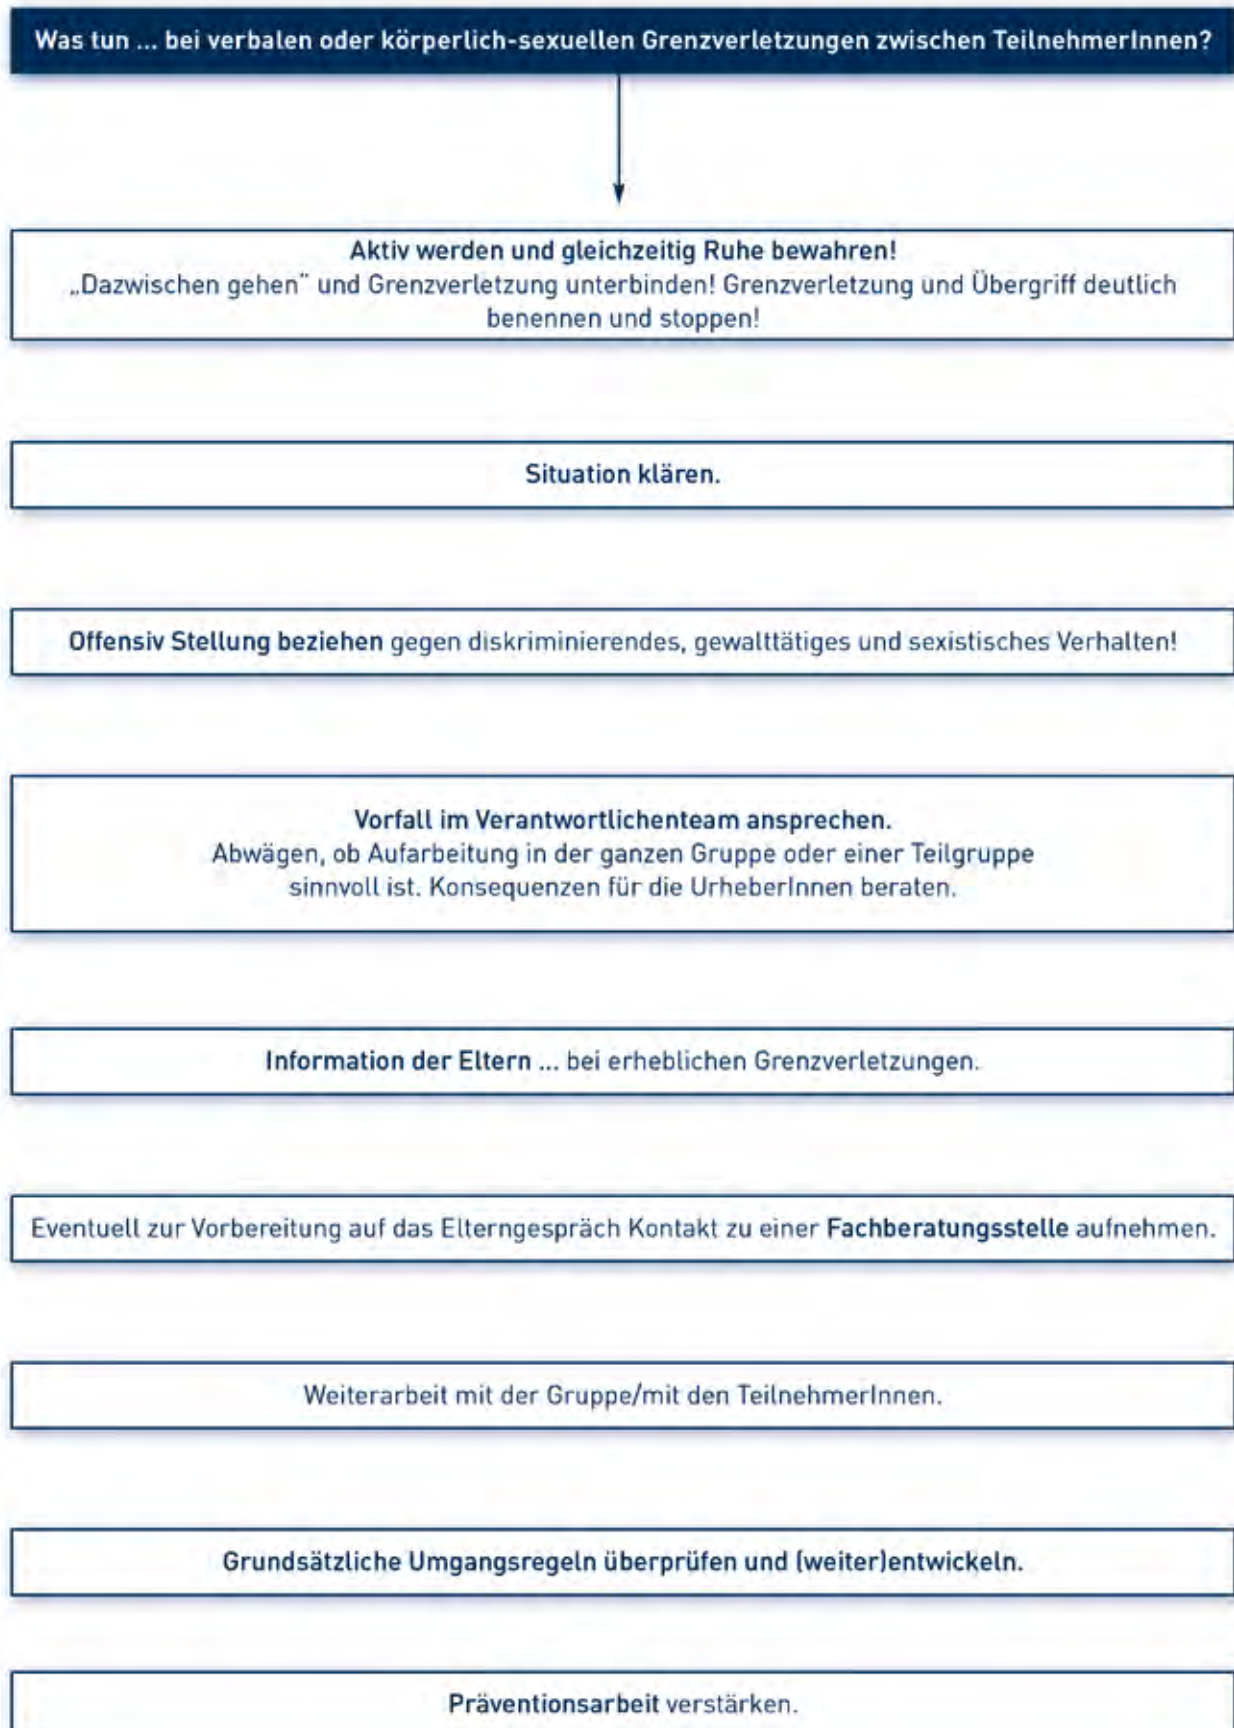 Was tun ... bei verbalen oder körperlich-sexuellen Grenzverletzungen zwischen TeilnehmerInnen?
Aktiv werden und gleichzeitig Ruhe bewahren!
„Dazwischen gehen" und Grenzverletzung unterbinden! Grenzverletzung und Übergriff deutlich
benennen und stoppen!
Situation klären.
Offensiv Stellung beziehen gegen diskriminierendes, gewalttätiges und sexistisches Verhalten!
Vorfall im Verantwortlichenteam ansprechen.
Abwägen, ob Aufarbeitung in der ganzen Gruppe oder einer Teilgruppe
sinnvoll ist. Konsequenzen für die UrheberInnen beraten.
Information der Eltern ... bei erheblichen Grenzverletzungen.
Eventuell zur Vorbereitung auf das Elterngespräch Kontakt zu einer Fachberatungsstelle aufnehmen.
Weiterarbeit mit der Gruppe/mit den TeilnehmerInnen.
Grundsätzliche Umgangsregeln überprüfen und (weiter)entwickeln.
Präventionsarbeit verstärken.